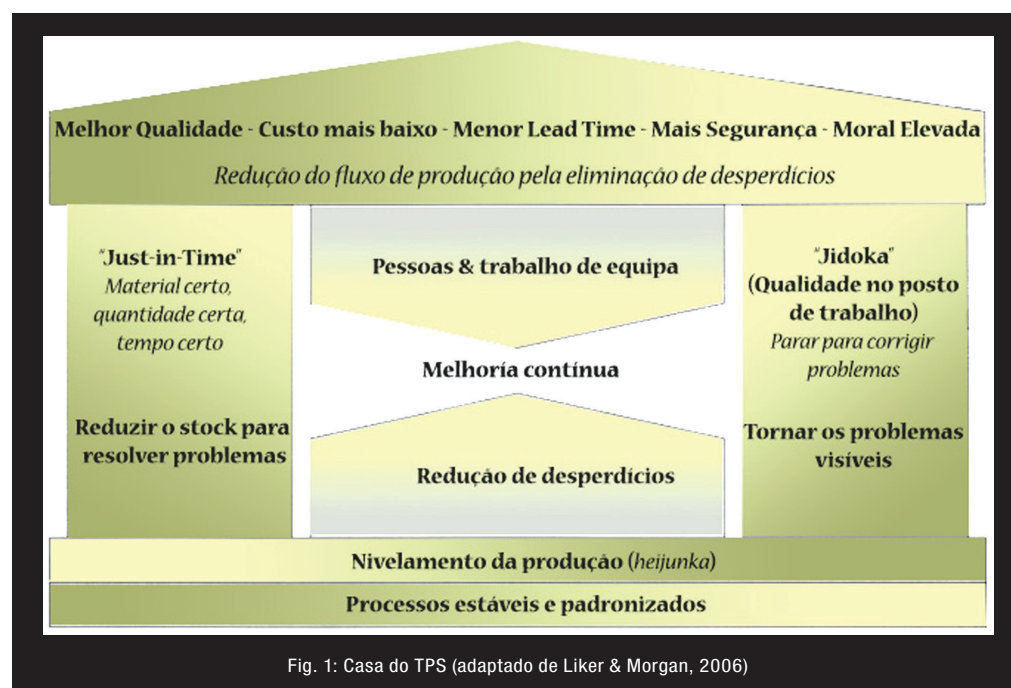 Melhor Qualidade - Custo mais baixo - Menor Lead Time - Mais Segurança - Moral Elevada
Redução do fluxo de produção pela eliminação de desperdícios
"Just-in-Time"
Material certo,
quantidade certa,
tempo certo
Reduzir o stock para
resolver problemas
Pessoas & trabalho de equipa
Melhoría contínua
Redução de desperdícios
"Jidoka"
(Qualidade no posto
de trabalho)
Parar para corrigir
problemas
Tornar os problemas
visíveis
Nivelamento da produção (heijunka)
Processos estáveis e padronizados
Fig. 1: Casa do TPS (adaptado de Liker & Morgan, 2006)